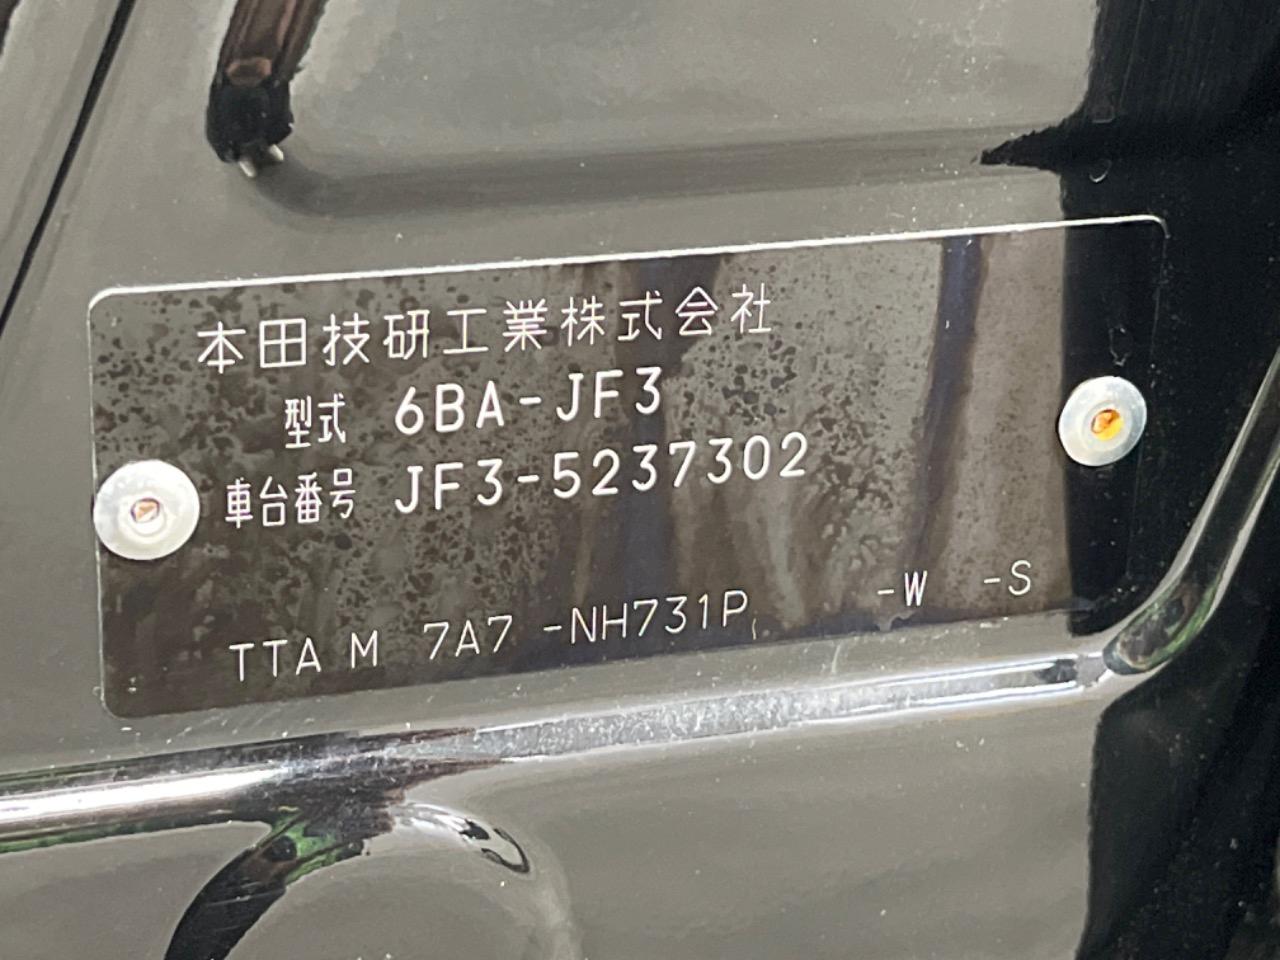 本田技研工業株式会社
型式 6BA-JF3
車台番号 JF3-5237302
TTA M 7A7 -NH731P -W -S